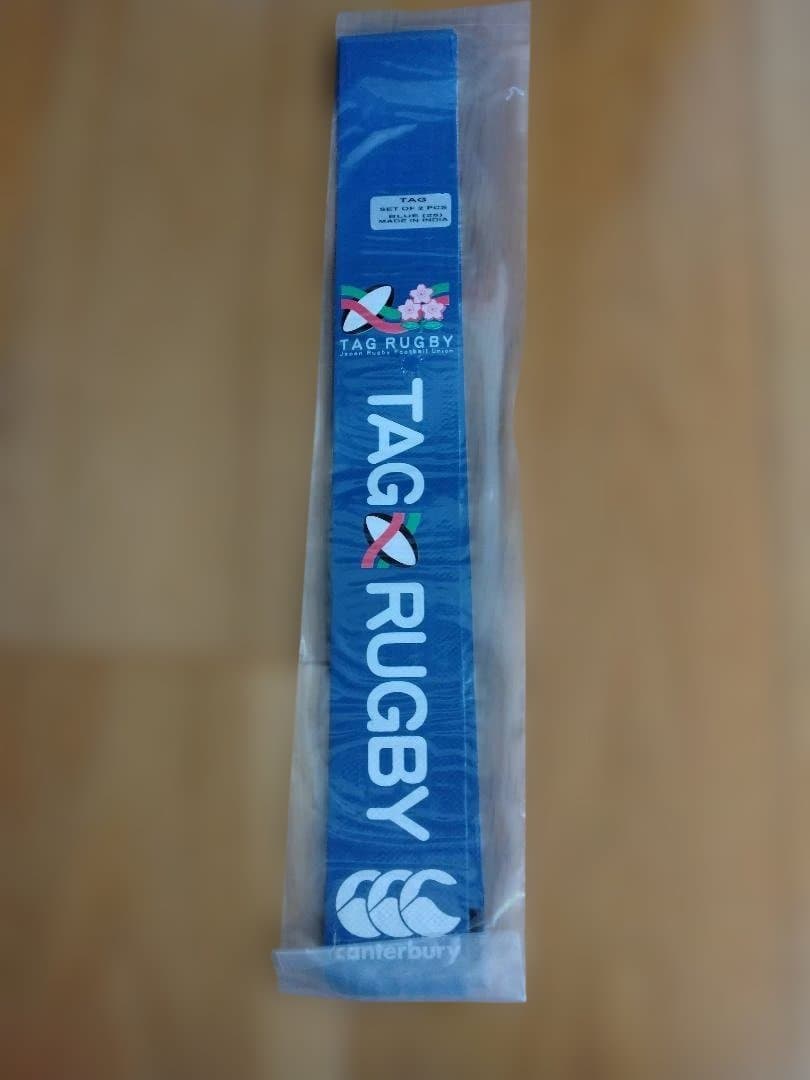 TAG
SET OF 2 PCS
BLUE (25)
MADE IN INDIA
TAG RUGBY
Japan Rugby Football Union
TAG RUGBY
canterbury